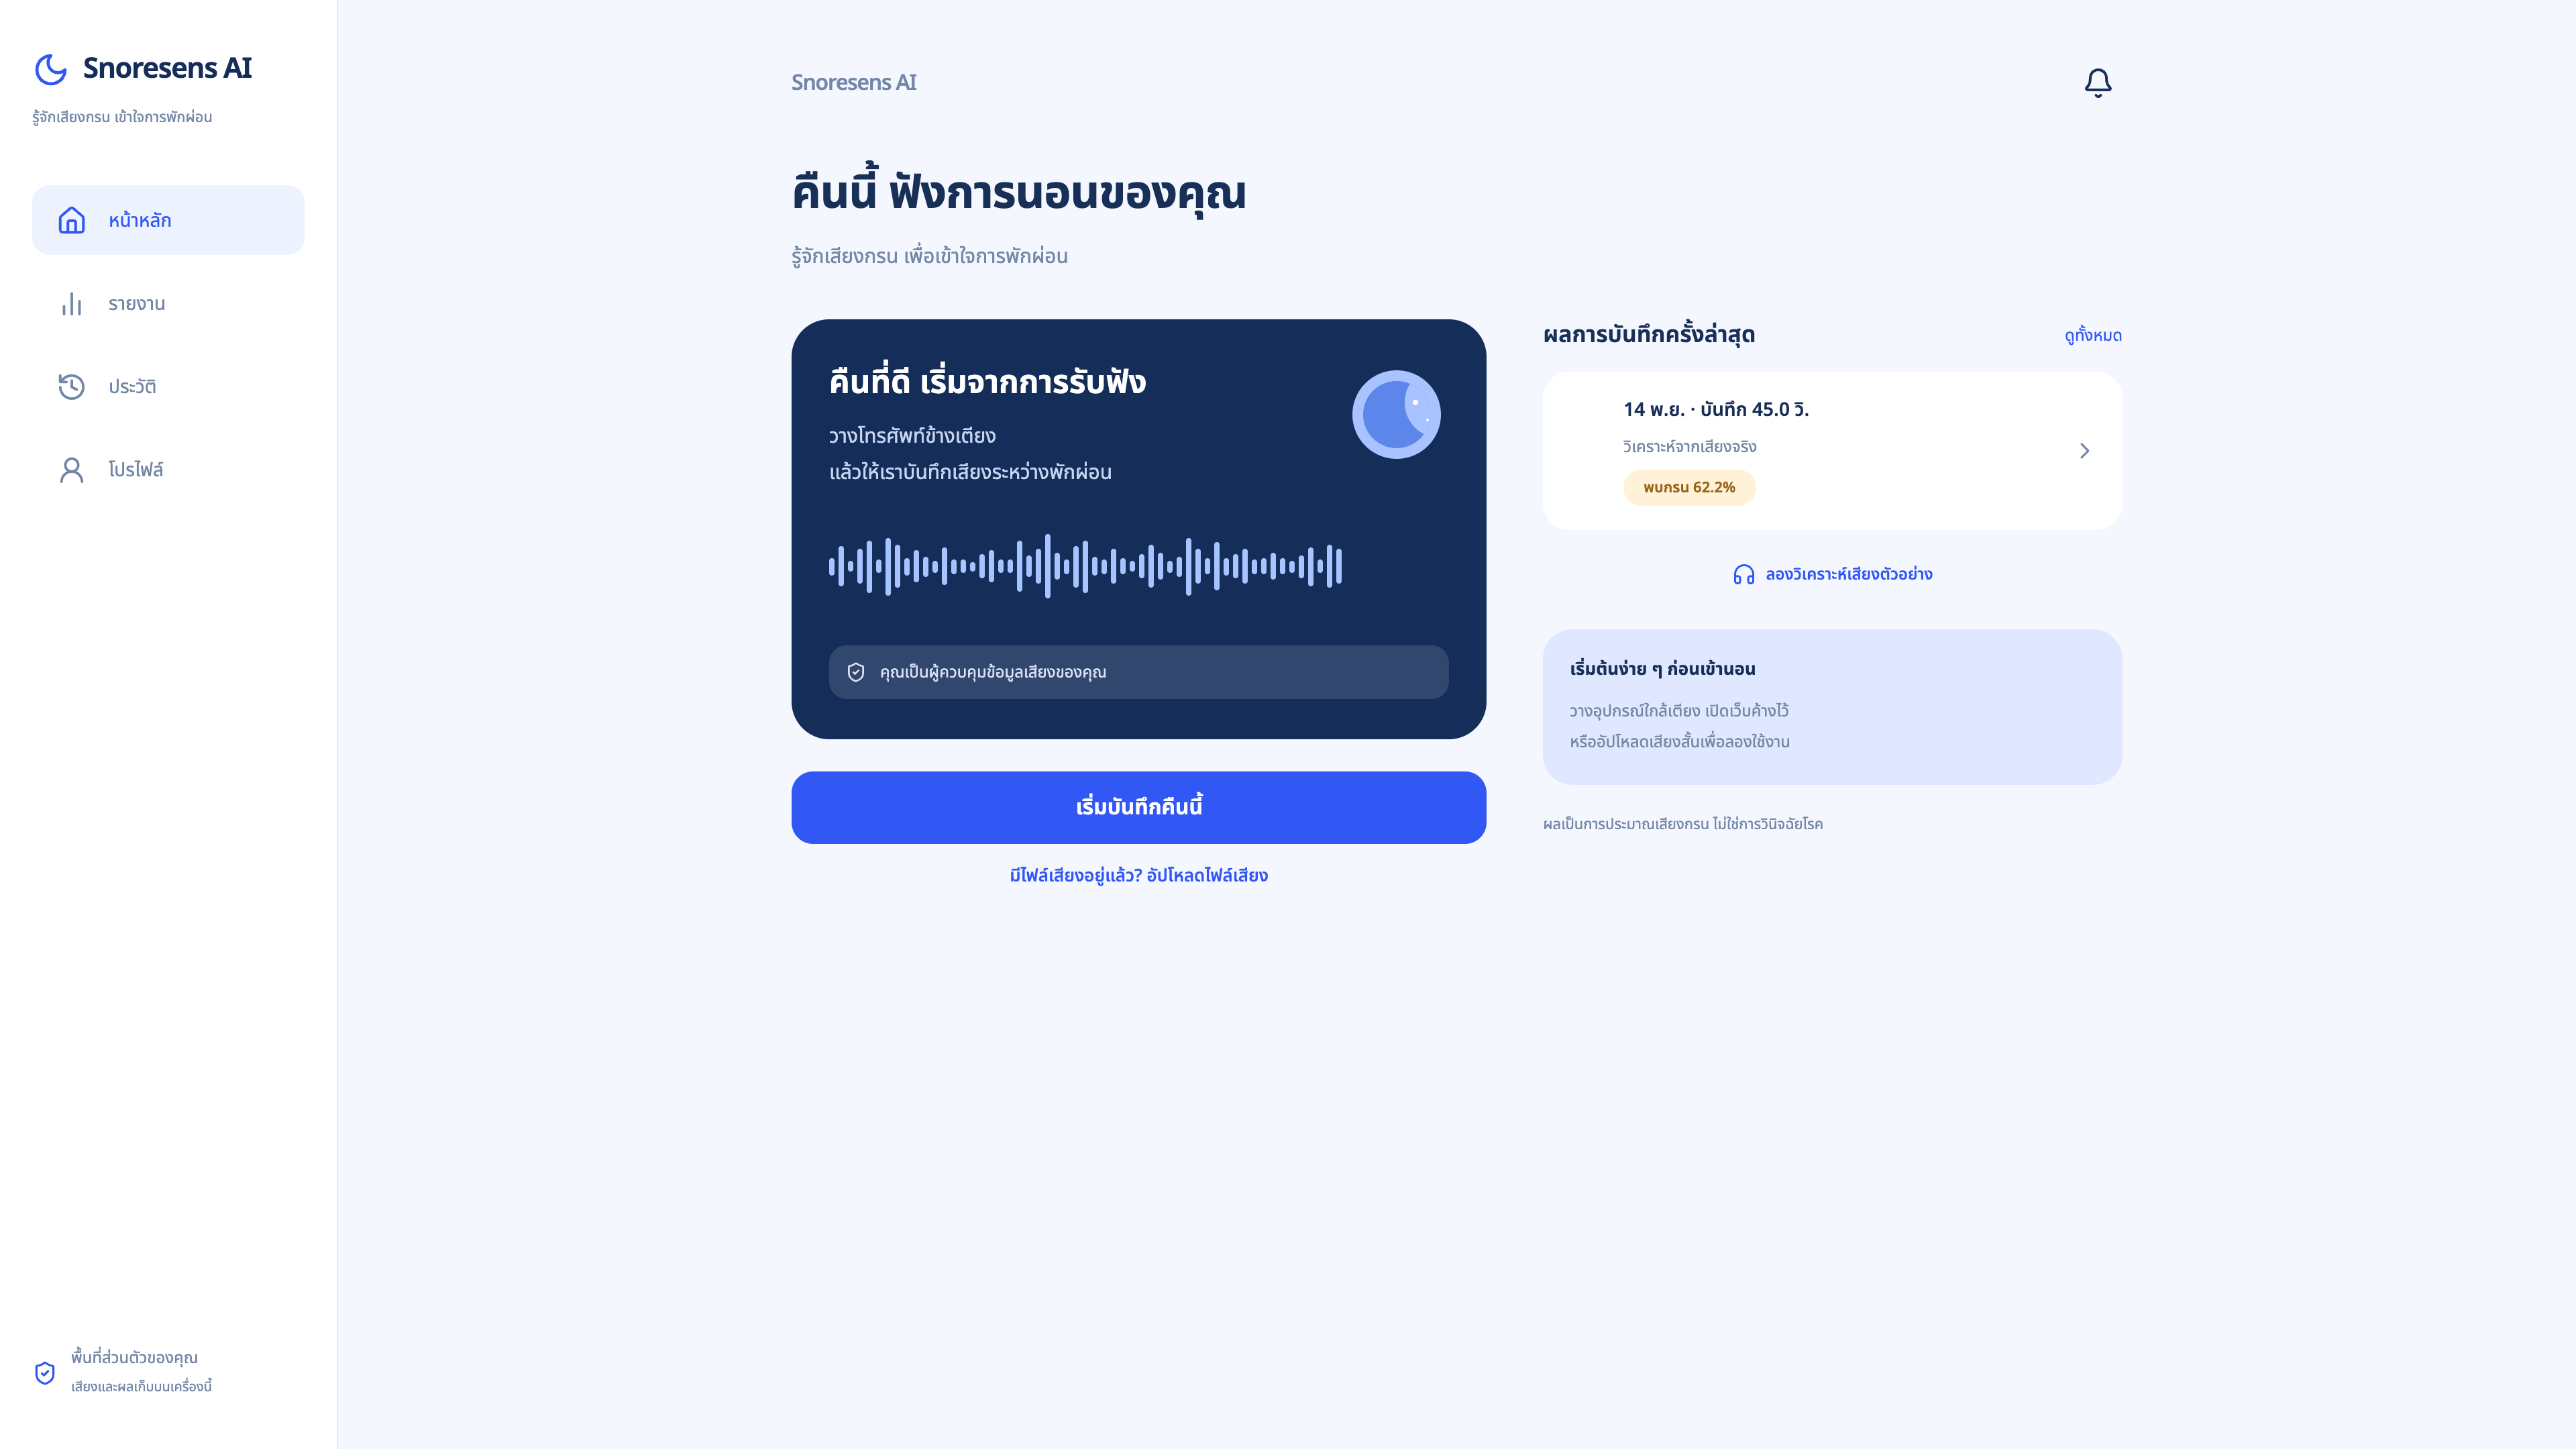 Snoresens AI
รู้จักเสียงกรน เข้าใจการพักผ่อน
หน้าหลัก
รายงาน
ประวัติ
โปรไฟล์
พื้นที่ส่วนตัวของคุณ
เสียงและผลเก็บบนเครื่องนี้
Snoresens AI
คืนนี้ ฟังการนอนของคุณ
รู้จักเสียงกรน เพื่อเข้าใจการพักผ่อน
คืนที่ดี เริ่มจากการรับฟัง
วางโทรศัพท์ข้างเตียง
แล้วให้เราบันทึกเสียงระหว่างพักผ่อน
คุณเป็นผู้ควบคุมข้อมูลเสียงของคุณ
เริ่มบันทึกคืนนี้
มีไฟล์เสียงอยู่แล้ว? อัปโหลดไฟล์เสียง
ผลการบันทึกครั้งล่าสุด
ดูทั้งหมด
14 พ.ย. · บันทึก 45.0 วิ.
วิเคราะห์จากเสียงจริง
พบกรน 62.2%
ลองวิเคราะห์เสียงตัวอย่าง
เริ่มต้นง่าย ๆ ก่อนเข้านอน
วางอุปกรณ์ใกล้เตียง เปิดเว็บค้างไว้
หรืออัปโหลดเสียงสั้นเพื่อลองใช้งาน
ผลเป็นการประมาณเสียงกรน ไม่ใช่การวินิจฉัยโรค